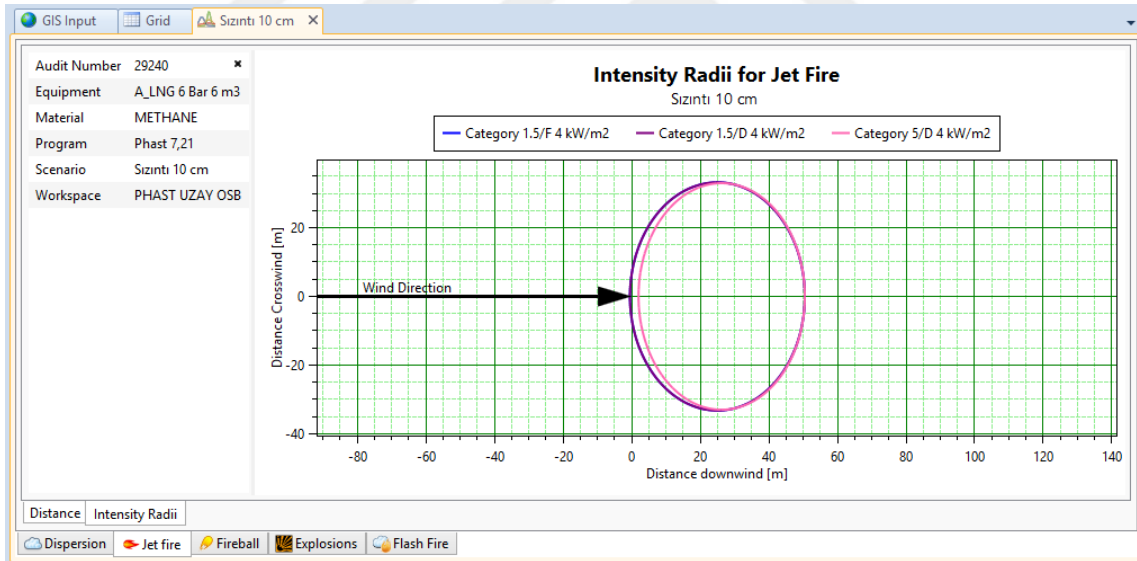 GIS Input Grid Sızıntı 10 cm
Audit Number 29240
Equipment A_LNG 6 Bar 6 m3
Material METHANE
Program Phast 7,21
Scenario Sızıntı 10 cm
Workspace PHAST UZAY OSB
Intensity Radii for Jet Fire
Sızıntı 10 cm
Category 1.5/F 4 kW/m2 Category 1.5/D 4 kW/m2 Category 5/D 4 kW/m2
Distance Crosswind [m]
20
0
-20
-40
Wind Direction
-80 -60 -40 -20 0 20 40 60 80 100 120 140
Distance downwind [m]
Distance Intensity Radii
Dispersion Jet fire Fireball Explosions Flash Fire